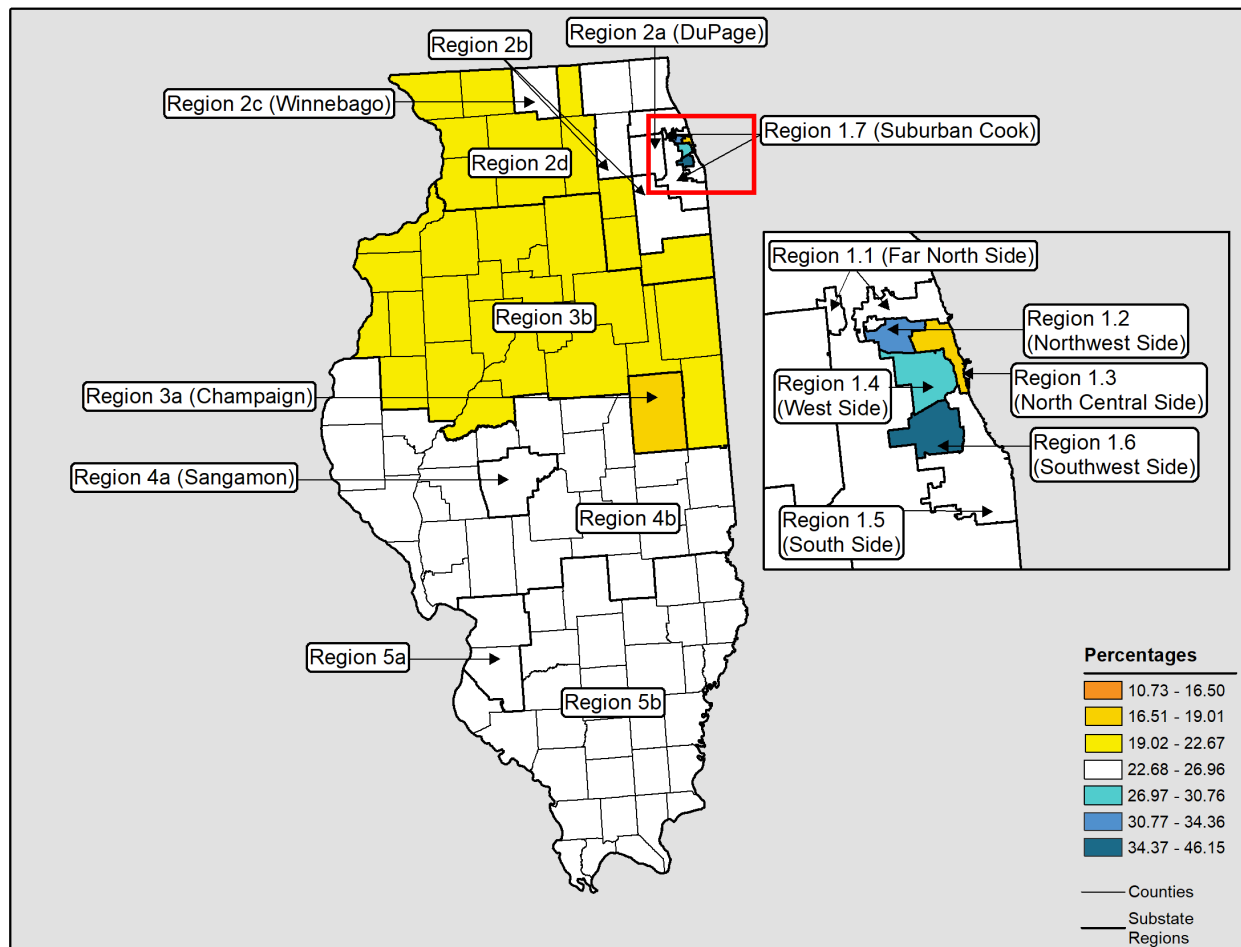 Region 2a (DuPage)
Region 2b
Region 2c (Winnebago)
Region 1.7 (Suburban Cook)
Region 2d
Region 1.1 (Far North Side)
Region 3b
Region 1.2
(Northwest Side)
Region 1.4
(West Side)
Region 1.3
(North Central Side)
Region 3a (Champaign)
Region 1.6
(Southwest Side)
Region 4a (Sangamon)
Region 4b
Region 1.5
(South Side)
Region 5a
Region 5b
Percentages
10.73 - 16.50
16.51 - 19.01
19.02 - 22.67
22.68 - 26.96
26.97 - 30.76
30.77 - 34.36
34.37 - 46.15
Counties
Substate
Regions